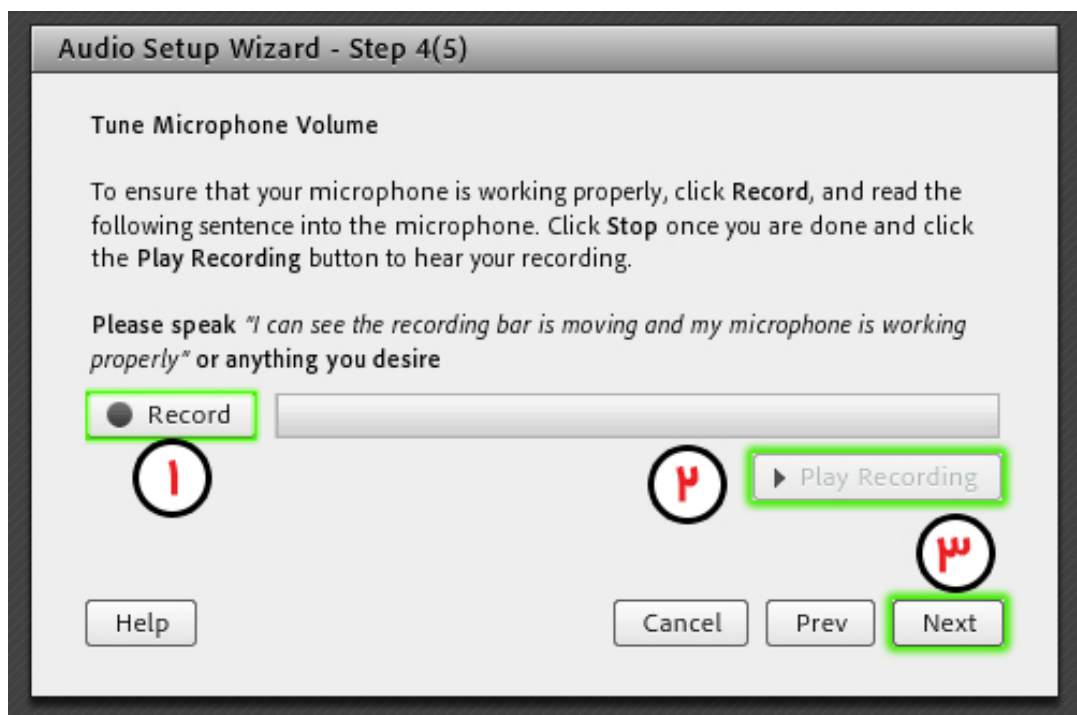 Audio Setup Wizard - Step 4(5)
Tune Microphone Volume
To ensure that your microphone is working properly, click Record, and read the
following sentence into the microphone. Click Stop once you are done and click
the Play Recording button to hear your recording.
Please speak "I can see the recording bar is moving and my microphone is working
properly" or anything you desire
Record
۱
۲
Play Recording
۳
Help
Cancel
Prev
Next